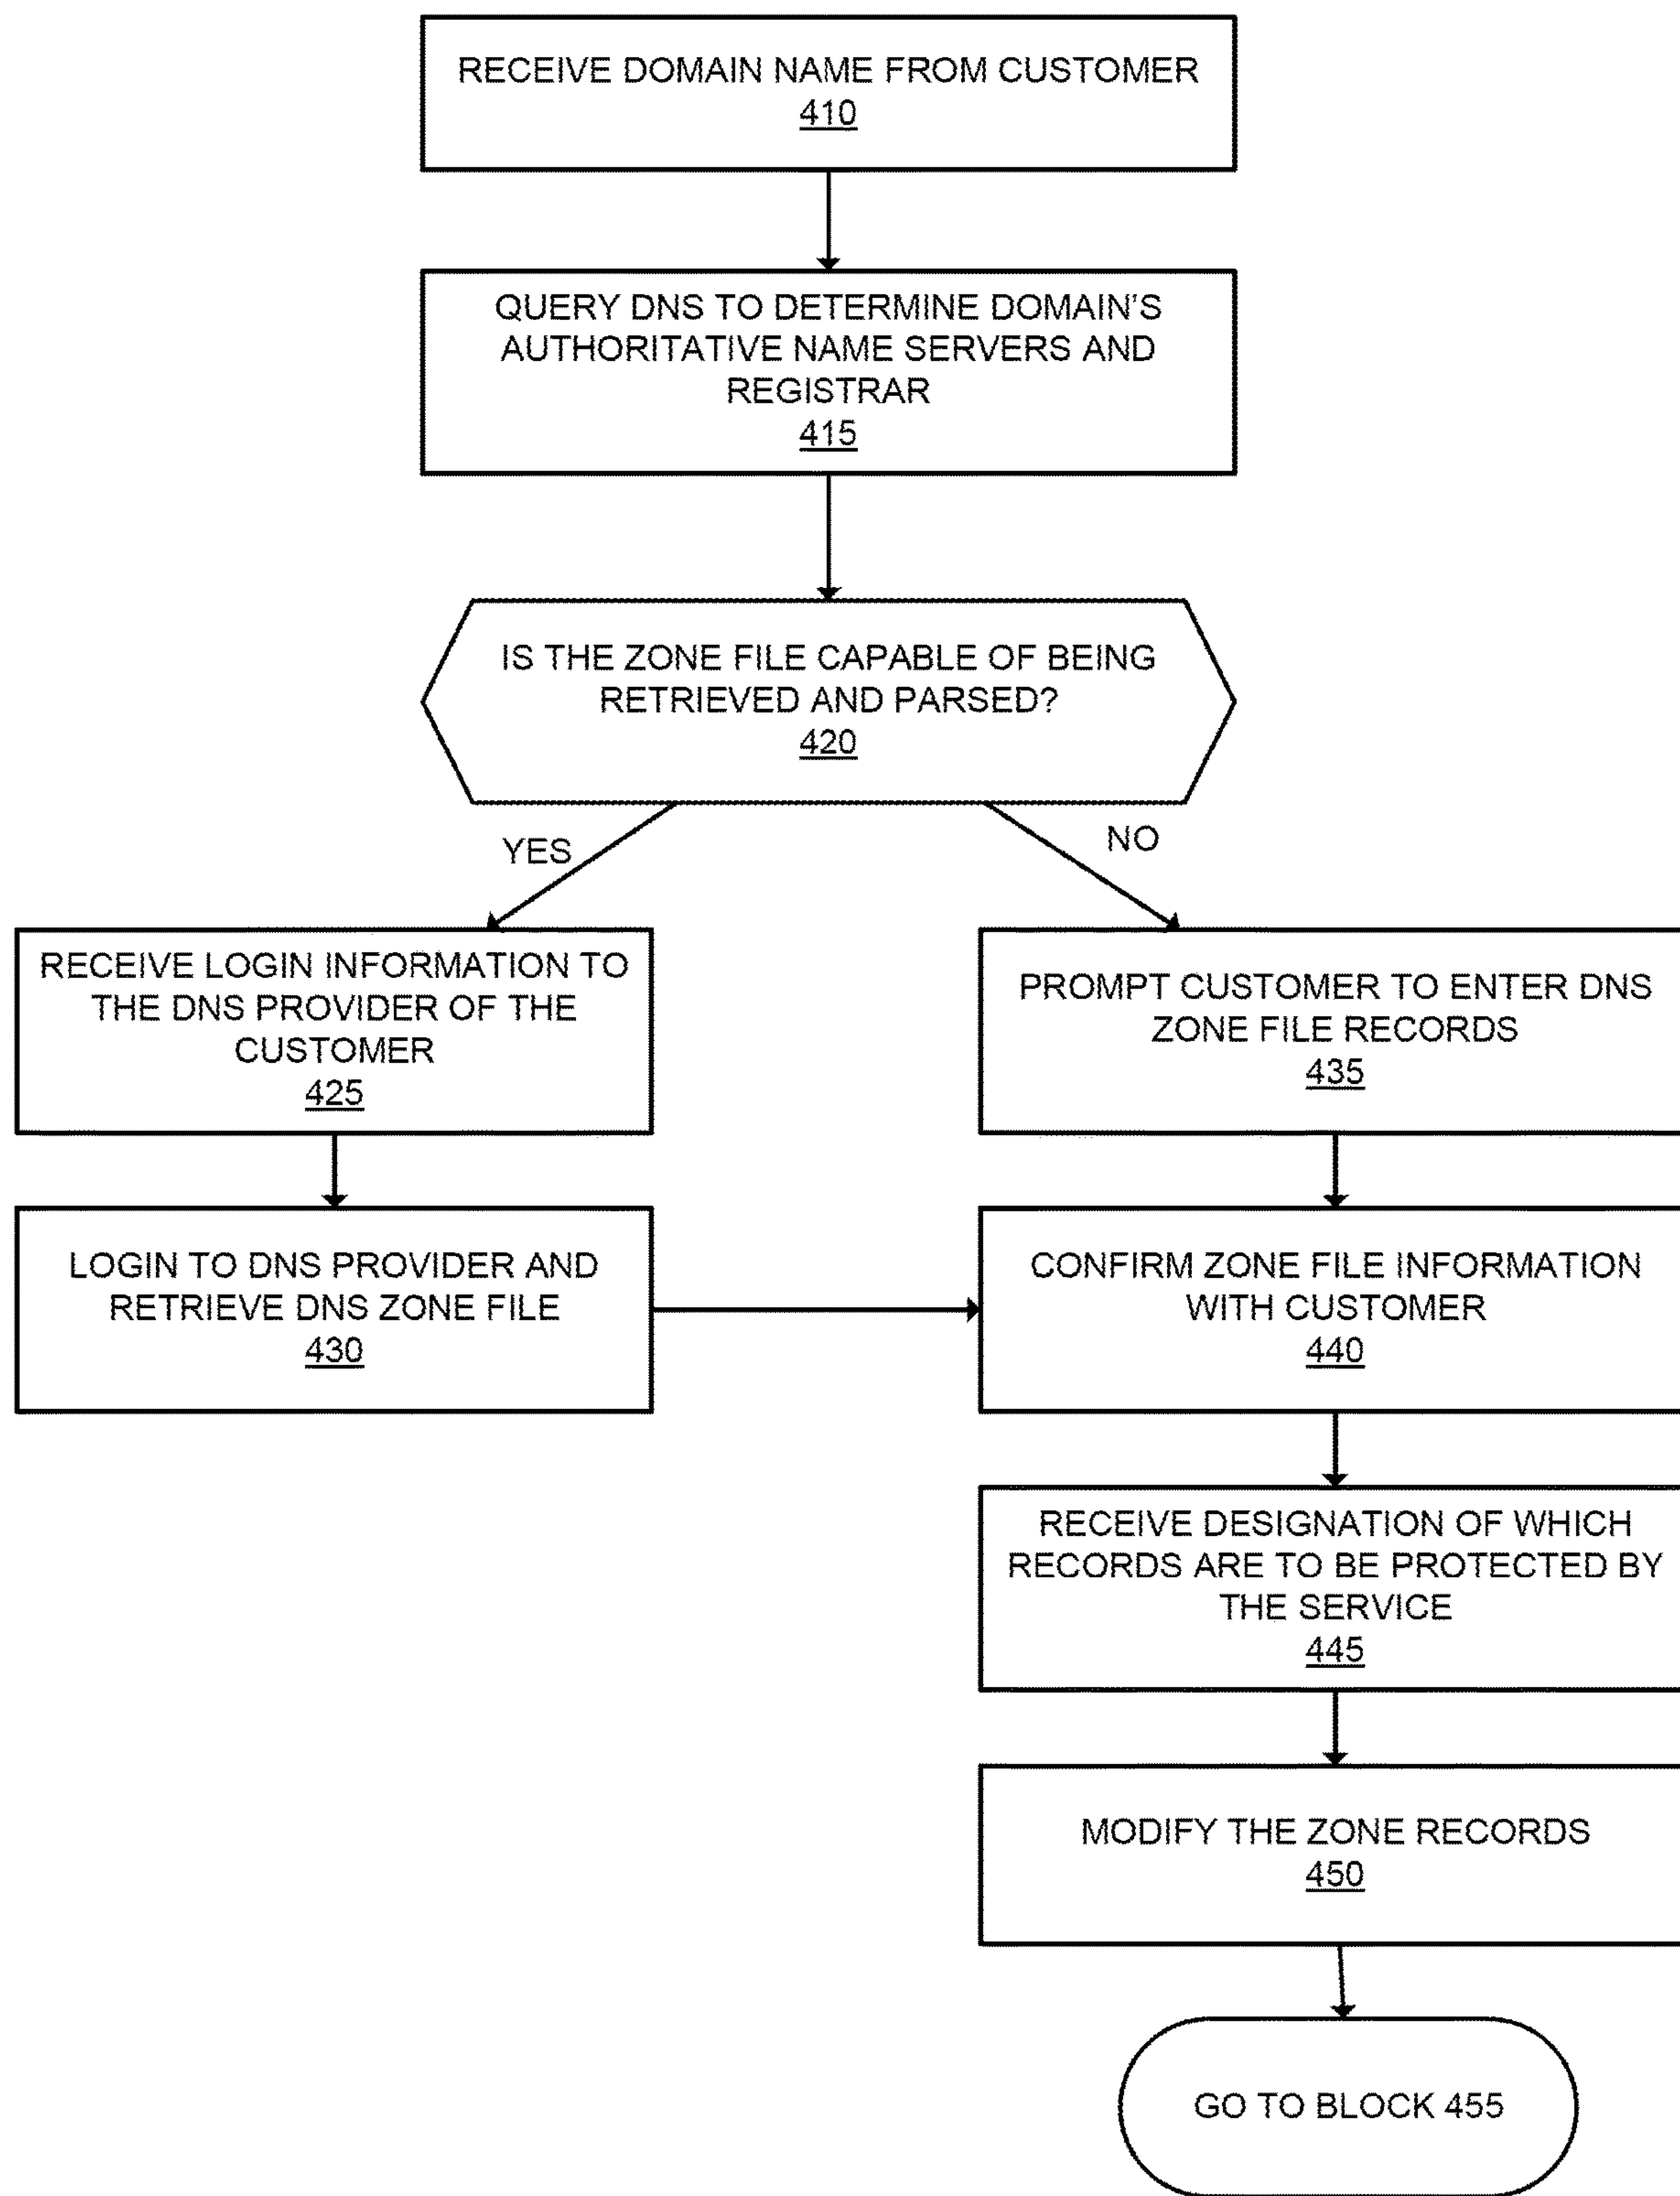 RECEIVE DOMAIN NAME FROM CUSTOMER
410
QUERY DNS TO DETERMINE DOMAIN'S
AUTHORITATIVE NAME SERVERS AND
REGISTRAR
415
IS THE ZONE FILE CAPABLE OF BEING
RETRIEVED AND PARSED?
420
YES
NO
RECEIVE LOGIN INFORMATION TO
THE DNS PROVIDER OF THE
CUSTOMER
425
PROMPT CUSTOMER TO ENTER DNS
ZONE FILE RECORDS
435
LOGIN TO DNS PROVIDER AND
RETRIEVE DNS ZONE FILE
430
CONFIRM ZONE FILE INFORMATION
WITH CUSTOMER
440
RECEIVE DESIGNATION OF WHICH
RECORDS ARE TO BE PROTECTED BY
THE SERVICE
445
MODIFY THE ZONE RECORDS
450
GO TO BLOCK 455